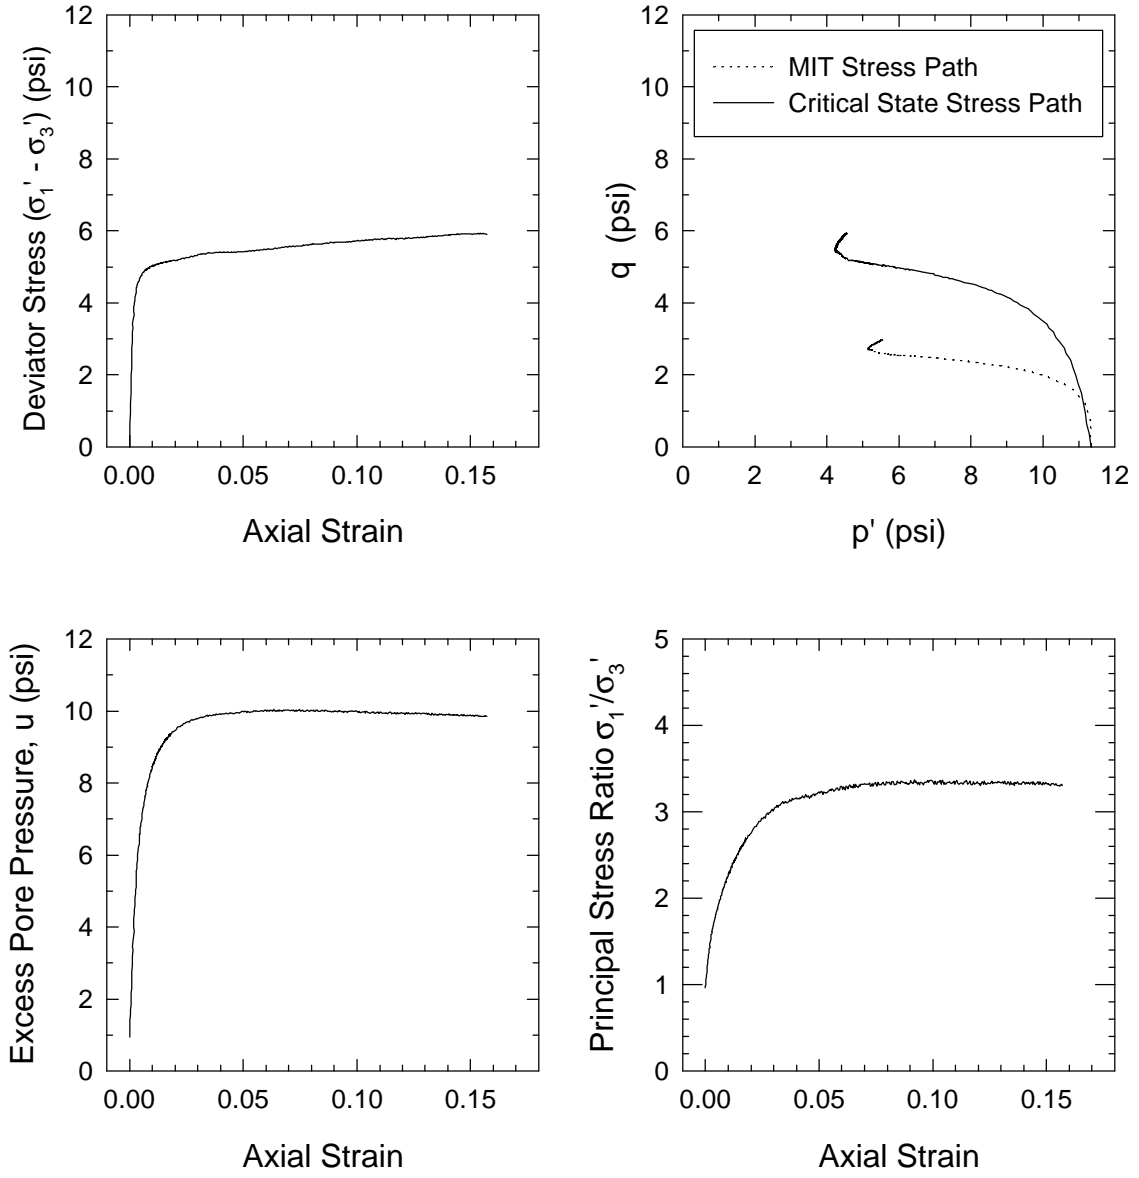 Deviator Stress (σ1' - σ3') (psi)
12
10
8
6
4
2
0
0.00 0.05 0.10 0.15
Axial Strain
q (psi)
12
10
8
6
4
2
0
MIT Stress Path
Critical State Stress Path
0 2 4 6 8 10 12
p' (psi)
Excess Pore Pressure, u (psi)
12
10
8
6
4
2
0
0.00 0.05 0.10 0.15
Axial Strain
Principal Stress Ratio σ1'/σ3'
5
4
3
2
1
0
0.00 0.05 0.10 0.15
Axial Strain